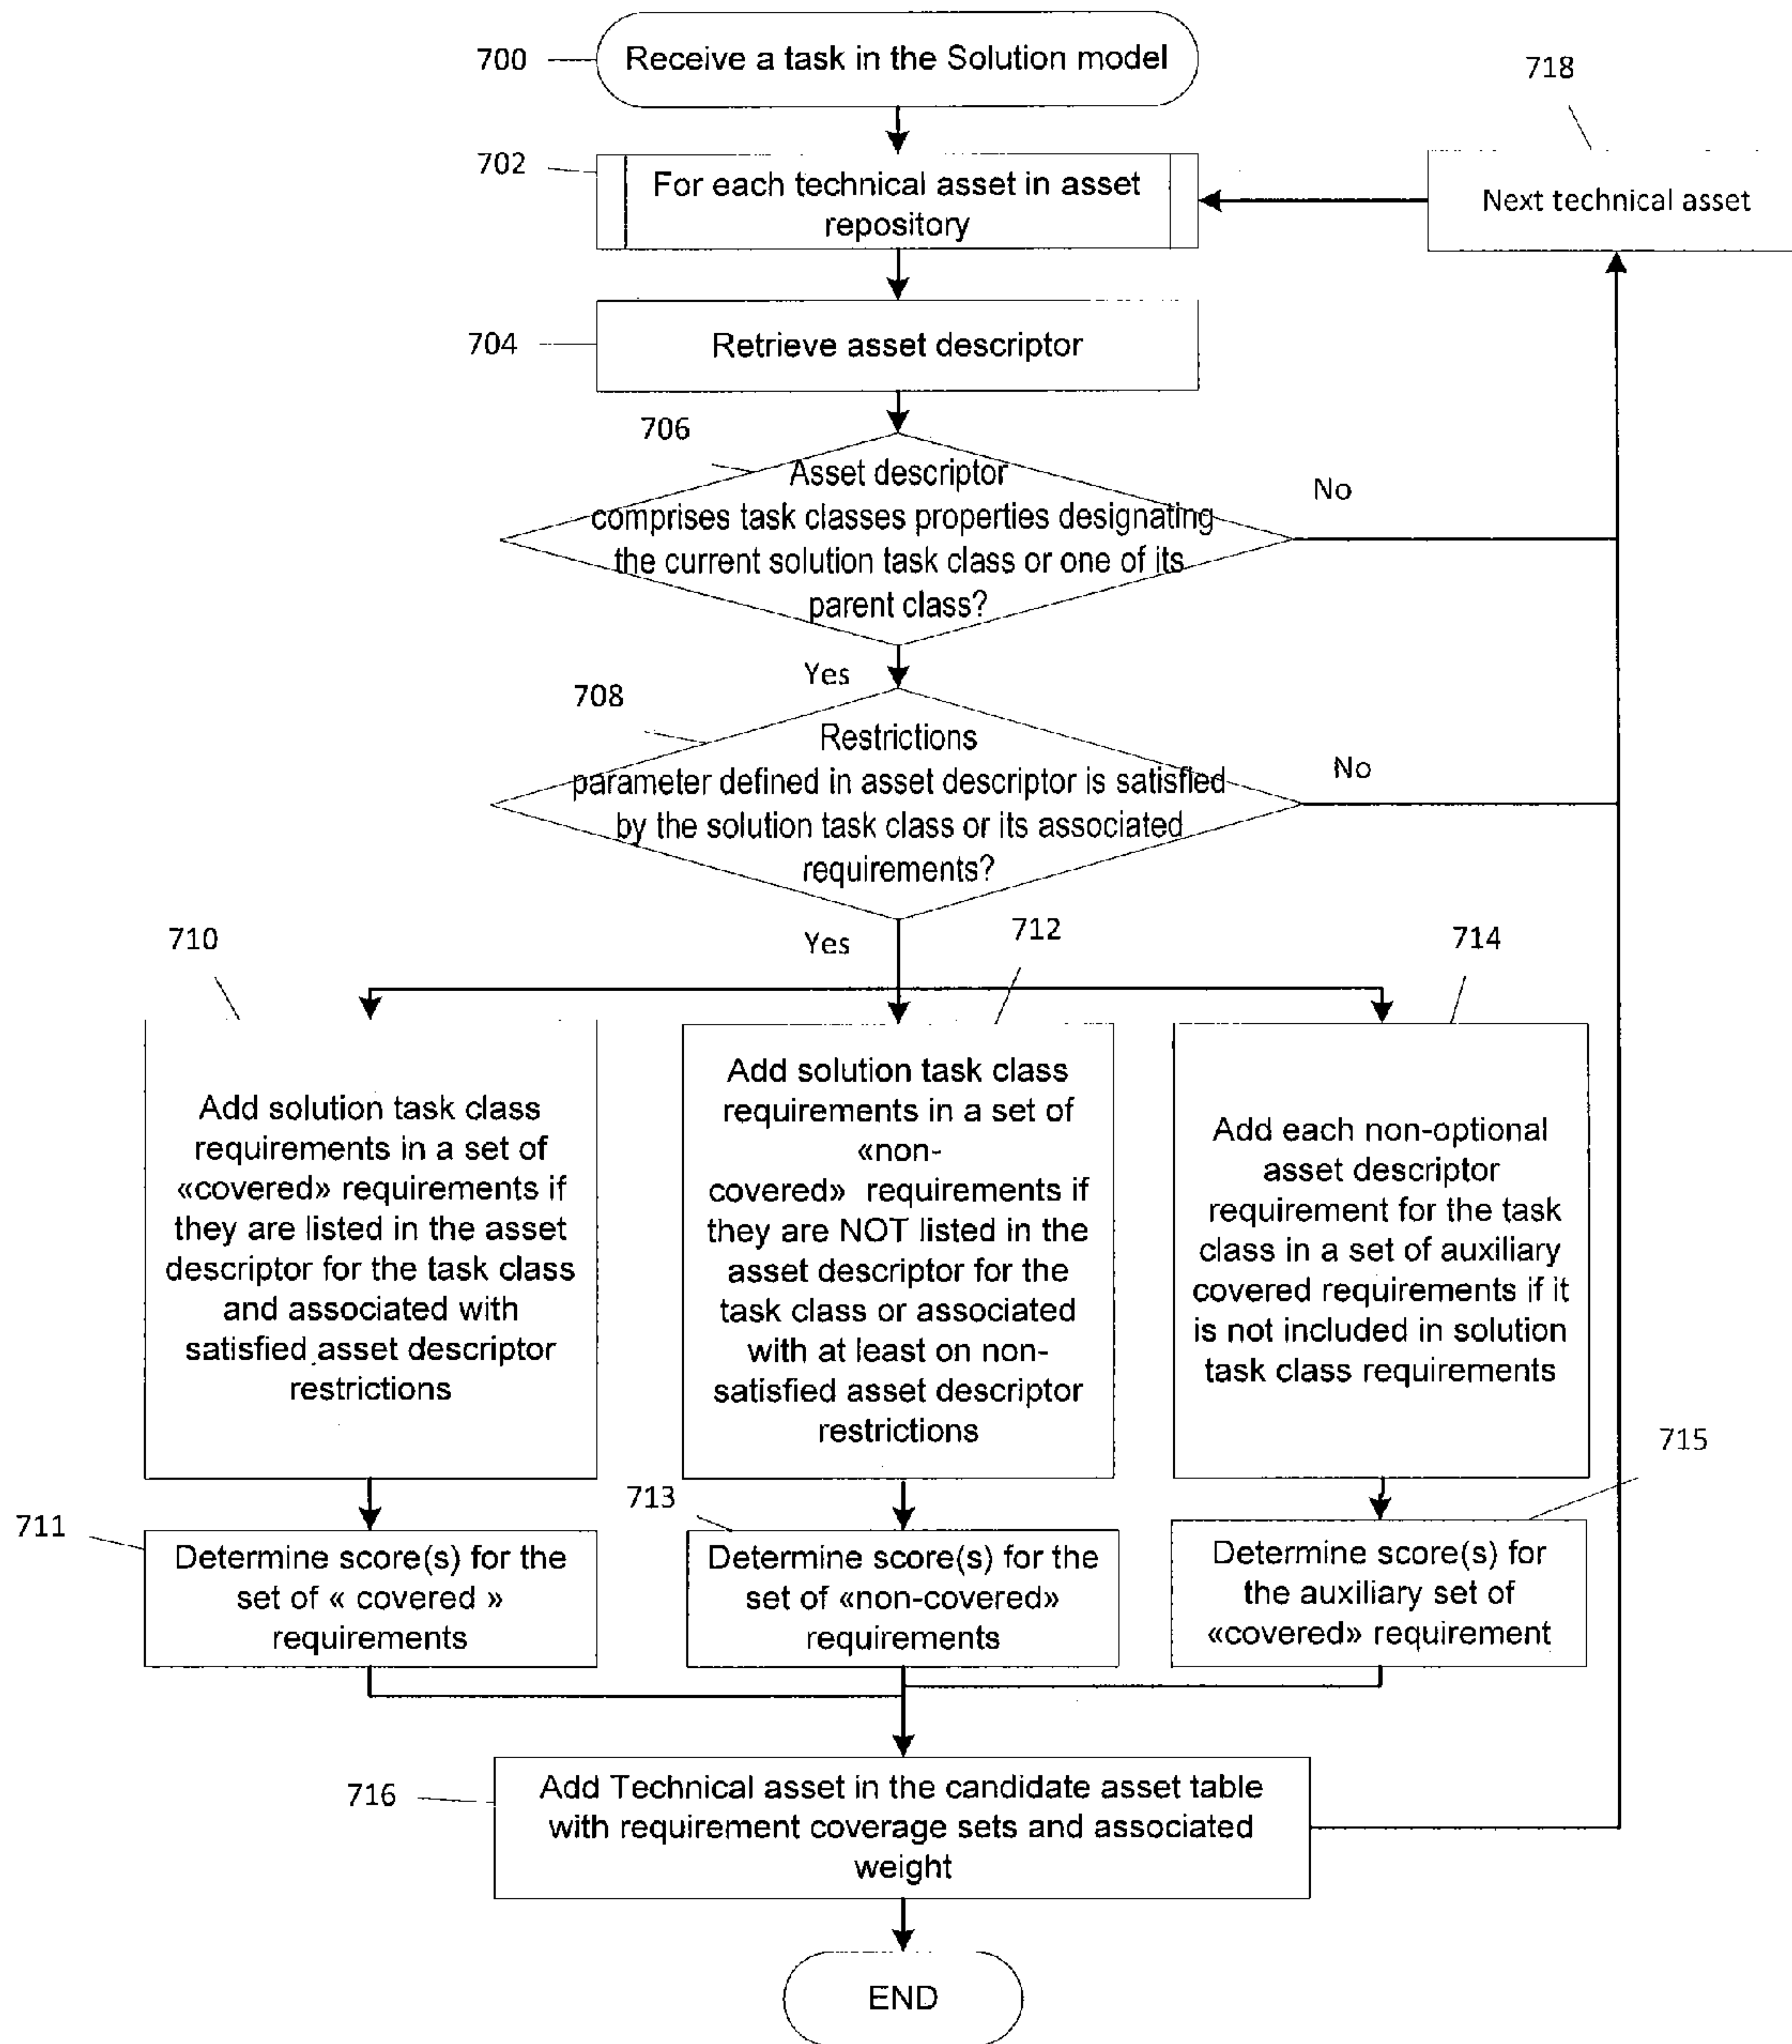 700
Receive a task in the Solution model
718
702
For each technical asset in asset
repository
Next technical asset
704
Retrieve asset descriptor
706
Asset descriptor
comprises task classes properties designating
the current solution task class or one of its
parent class?
No
Yes
708
Restrictions
parameter defined in asset descriptor is satisfied
by the solution task class or its associated
requirements?
No
Yes
710
712
714
Add solution task class
requirements in a set of
«covered» requirements if
they are listed in the asset
descriptor for the task class
and associated with
satisfied asset descriptor
restrictions
Add solution task class
requirements in a set of
«non-
covered» requirements if
they are NOT listed in the
asset descriptor for the
task class or associated
with at least on non-
satisfied asset descriptor
restrictions
Add each non-optional
asset descriptor
requirement for the task
class in a set of auxiliary
covered requirements if it
is not included in solution
task class requirements
711
Determine score(s) for the
set of « covered »
requirements
713
Determine score(s) for the
set of «non-covered»
requirements
715
Determine score(s) for
the auxiliary set of
«covered» requirement
716
Add Technical asset in the candidate asset table
with requirement coverage sets and associated
weight
END